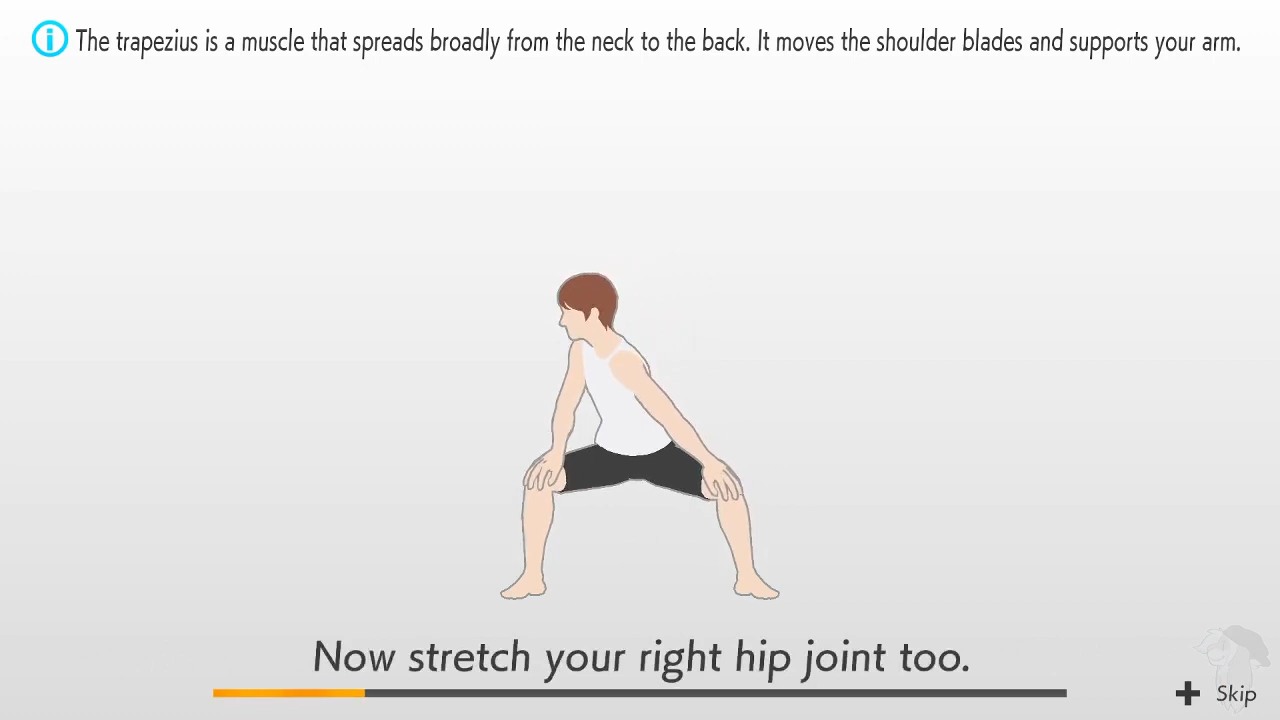 The trapezius is a muscle that spreads broadly from the neck to the back. It moves the shoulder blades and supports your arm.
Now stretch your right hip joint too.
Skip